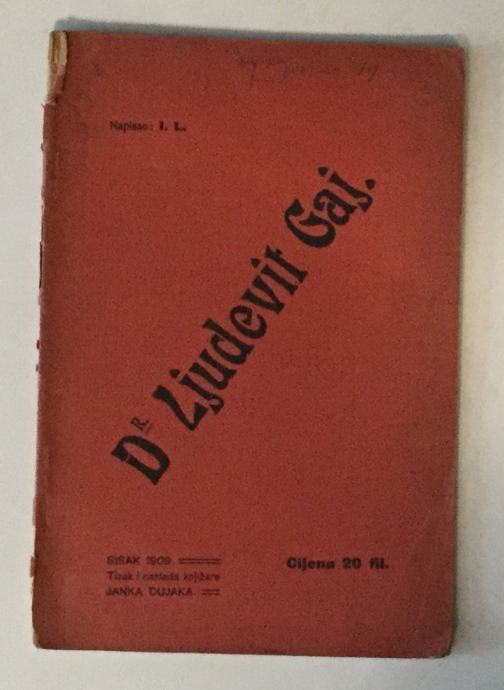 Napisao: I. L.
Dr. Ljudevit Gaj.
SISAK 1909.
Tisak i naklada knjižare
JANKA DUJAKA.
Cijena 20 fil.